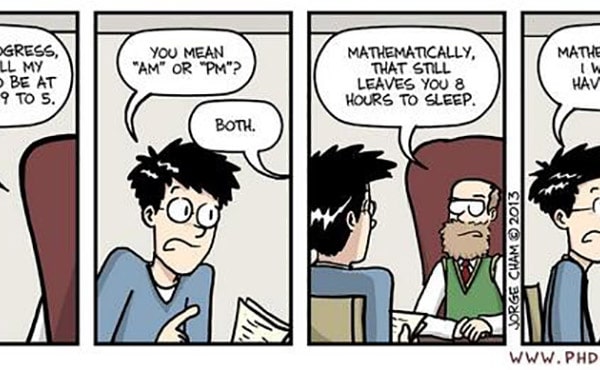 OGRESS,
LL MY
O BE AT
9 TO 5.
YOU MEAN
"AM" OR "PM"?
BOTH.
MATHEMATICALLY,
THAT STILL
LEAVES YOU 8
HOURS TO SLEEP.
JORGE CHAM © 2013
MATHE
I W
HAV
WWW.PHD